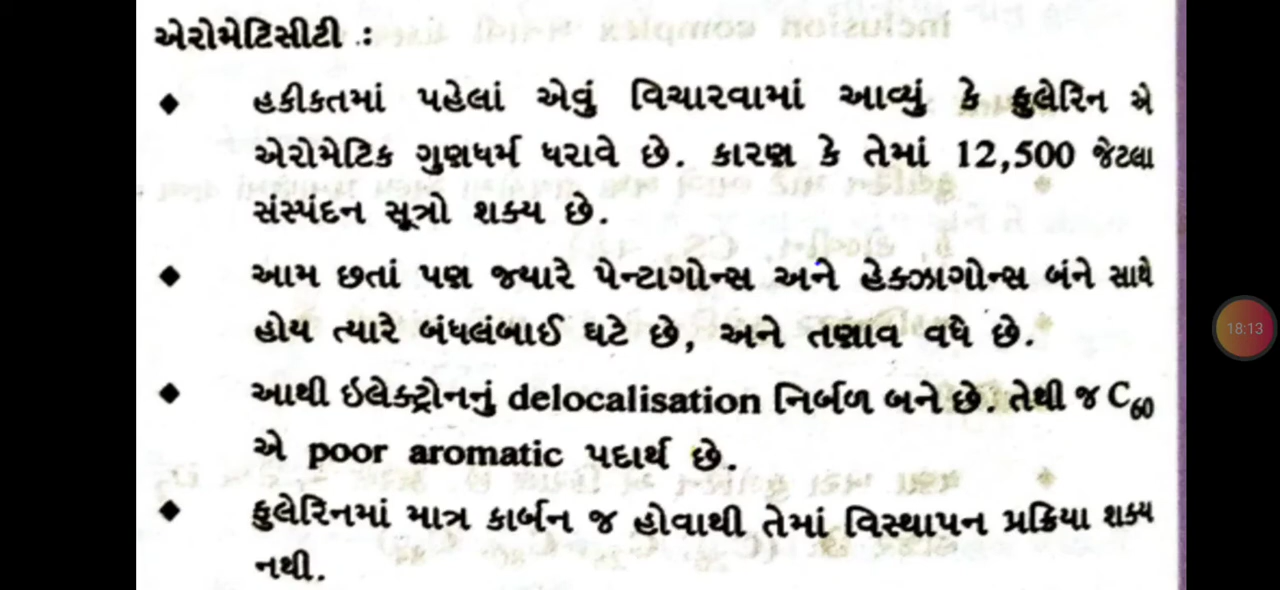 એરોમેટિસીટી :
◆ હકીકતમાં પહેલાં એવું વિચારવામાં આવ્યું કે ફુલેરિન એ
એરોમેટિક ગુણધર્મ ધરાવે છે. કારણ કે તેમાં 12,500 જેટલા
સંસ્પંદન સૂત્રો શક્ય છે.
◆ આમ છતાં પણ જ્યારે પેન્ટાગોન્સ અને હેક્ઝાગોન્સ બંને સાથે
હોય ત્યારે બંધલંબાઈ ઘટે છે, અને તણાવ વધે છે.
◆ આથી ઇલેક્ટ્રોનનું delocalisation નિર્બળ બને છે. તેથી જ C₆₀
એ poor aromatic પદાર્થ છે.
◆ ફુલેરિનમાં માત્ર કાર્બન જ હોવાથી તેમાં વિસ્થાપન પ્રક્રિયા શક્ય
નથી.
18:13